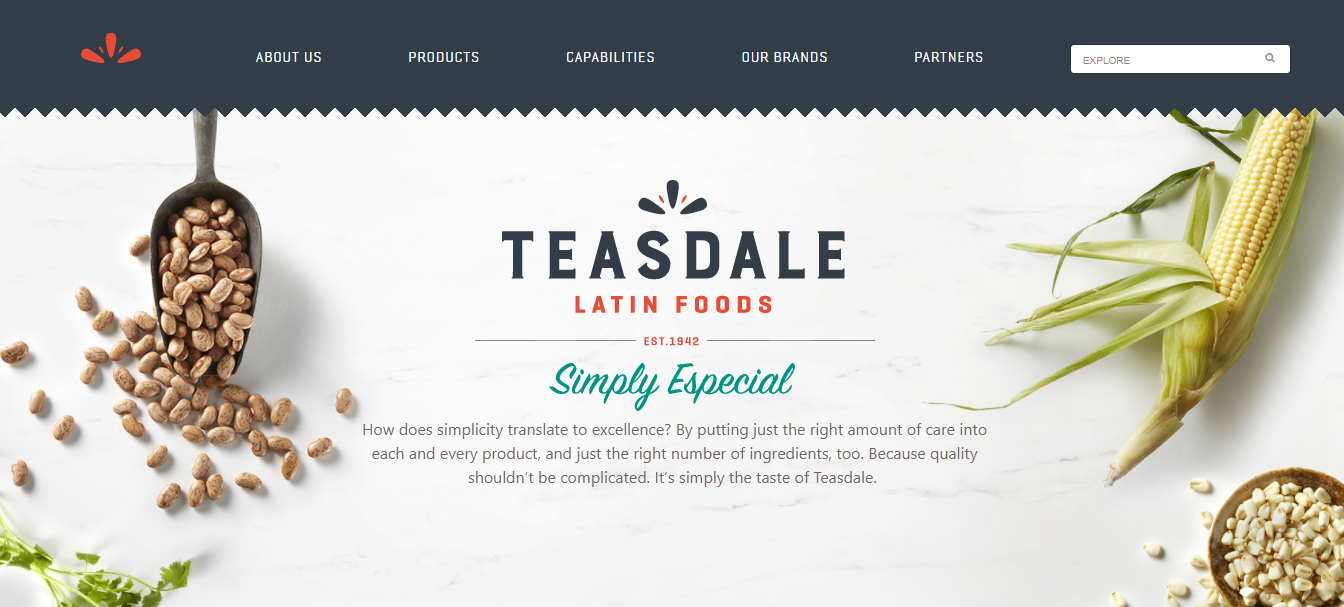 ABOUT US
PRODUCTS
CAPABILITIES
OUR BRANDS
PARTNERS
EXPLORE
TEASDALE
LATIN FOODS
EST.1942
Simply Especial
How does simplicity translate to excellence? By putting just the right amount of care into
each and every product, and just the right number of ingredients, too. Because quality
shouldn’t be complicated. It’s simply the taste of Teasdale.